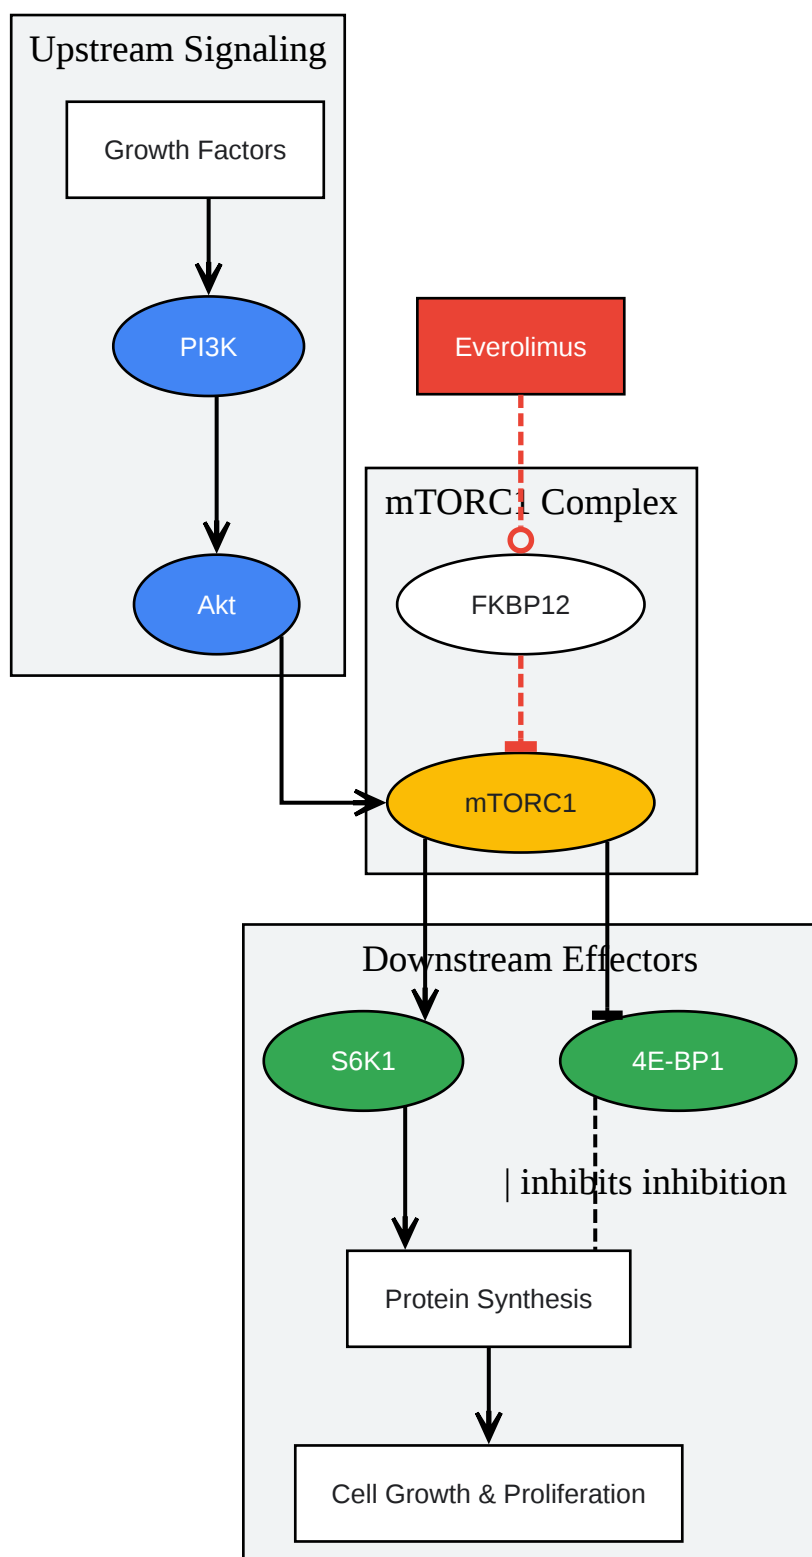 Upstream Signaling
Growth Factors
PI3K
Everolimus
mTORC1 Complex
Akt
FKBP12
mTORC1
Downstream Effectors
S6K1
4E-BP1
| inhibits inhibition
Protein Synthesis
Cell Growth & Proliferation